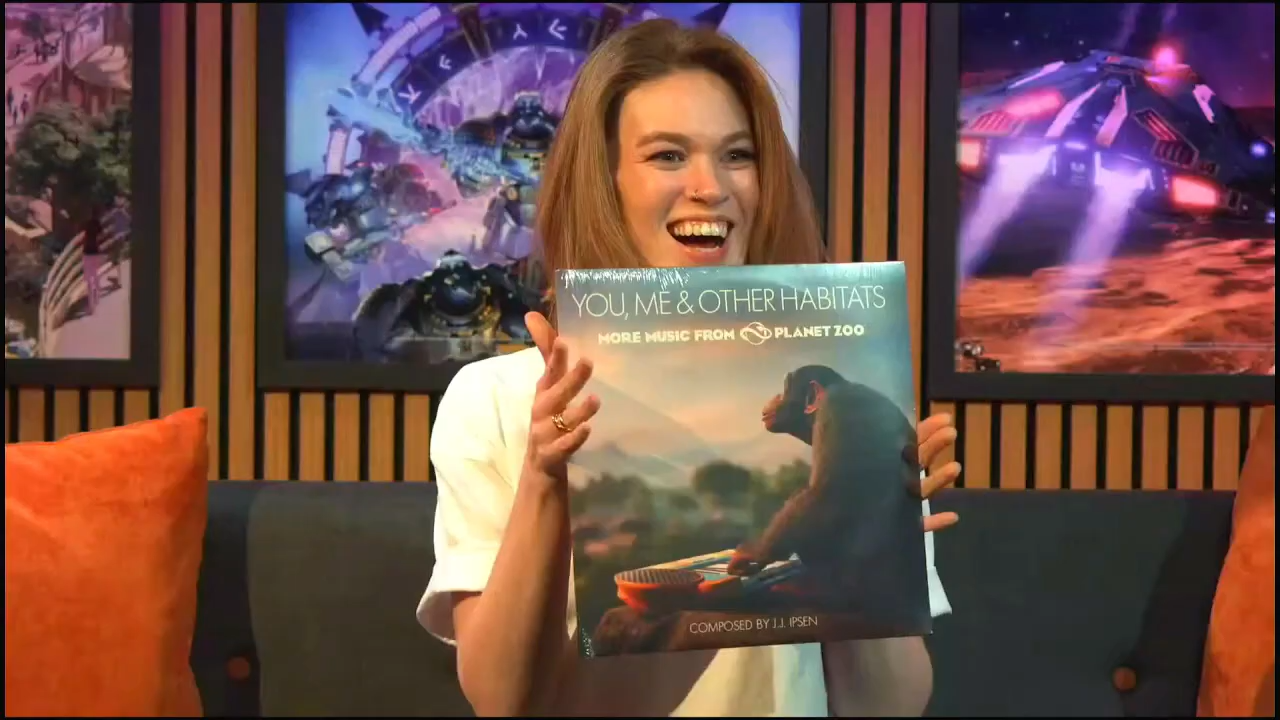 YOU, ME & OTHER HABITATS
MORE MUSIC FROM PLANET ZOO
COMPOSED BY J.J. IPSEN